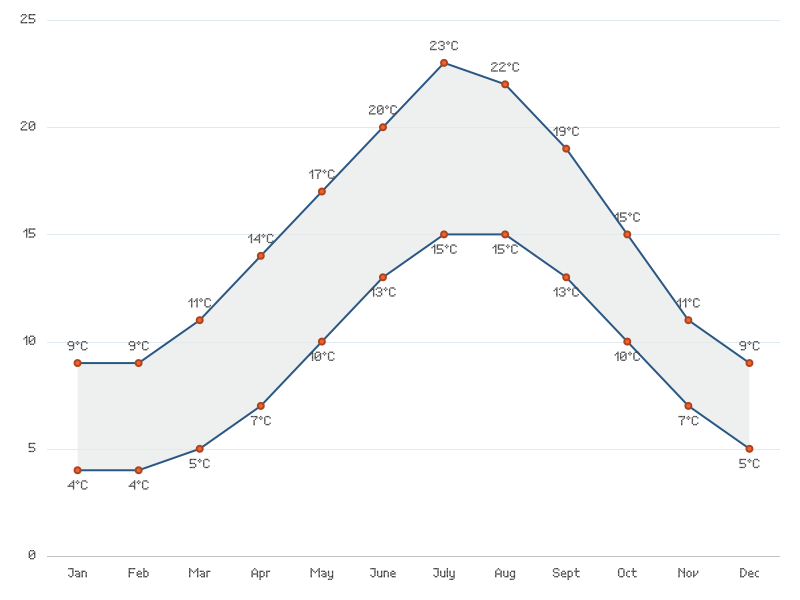 25
23°C
22°C
20
20°C
19°C
17°C
15
14°C
15°C
15°C
15°C
11°C
13°C
13°C
11°C
10
9°C
9°C
10°C
10°C
9°C
7°C
7°C
5
5°C
5°C
4°C
4°C
0
Jan Feb Mar Apr May June July Aug Sept Oct Nov Dec